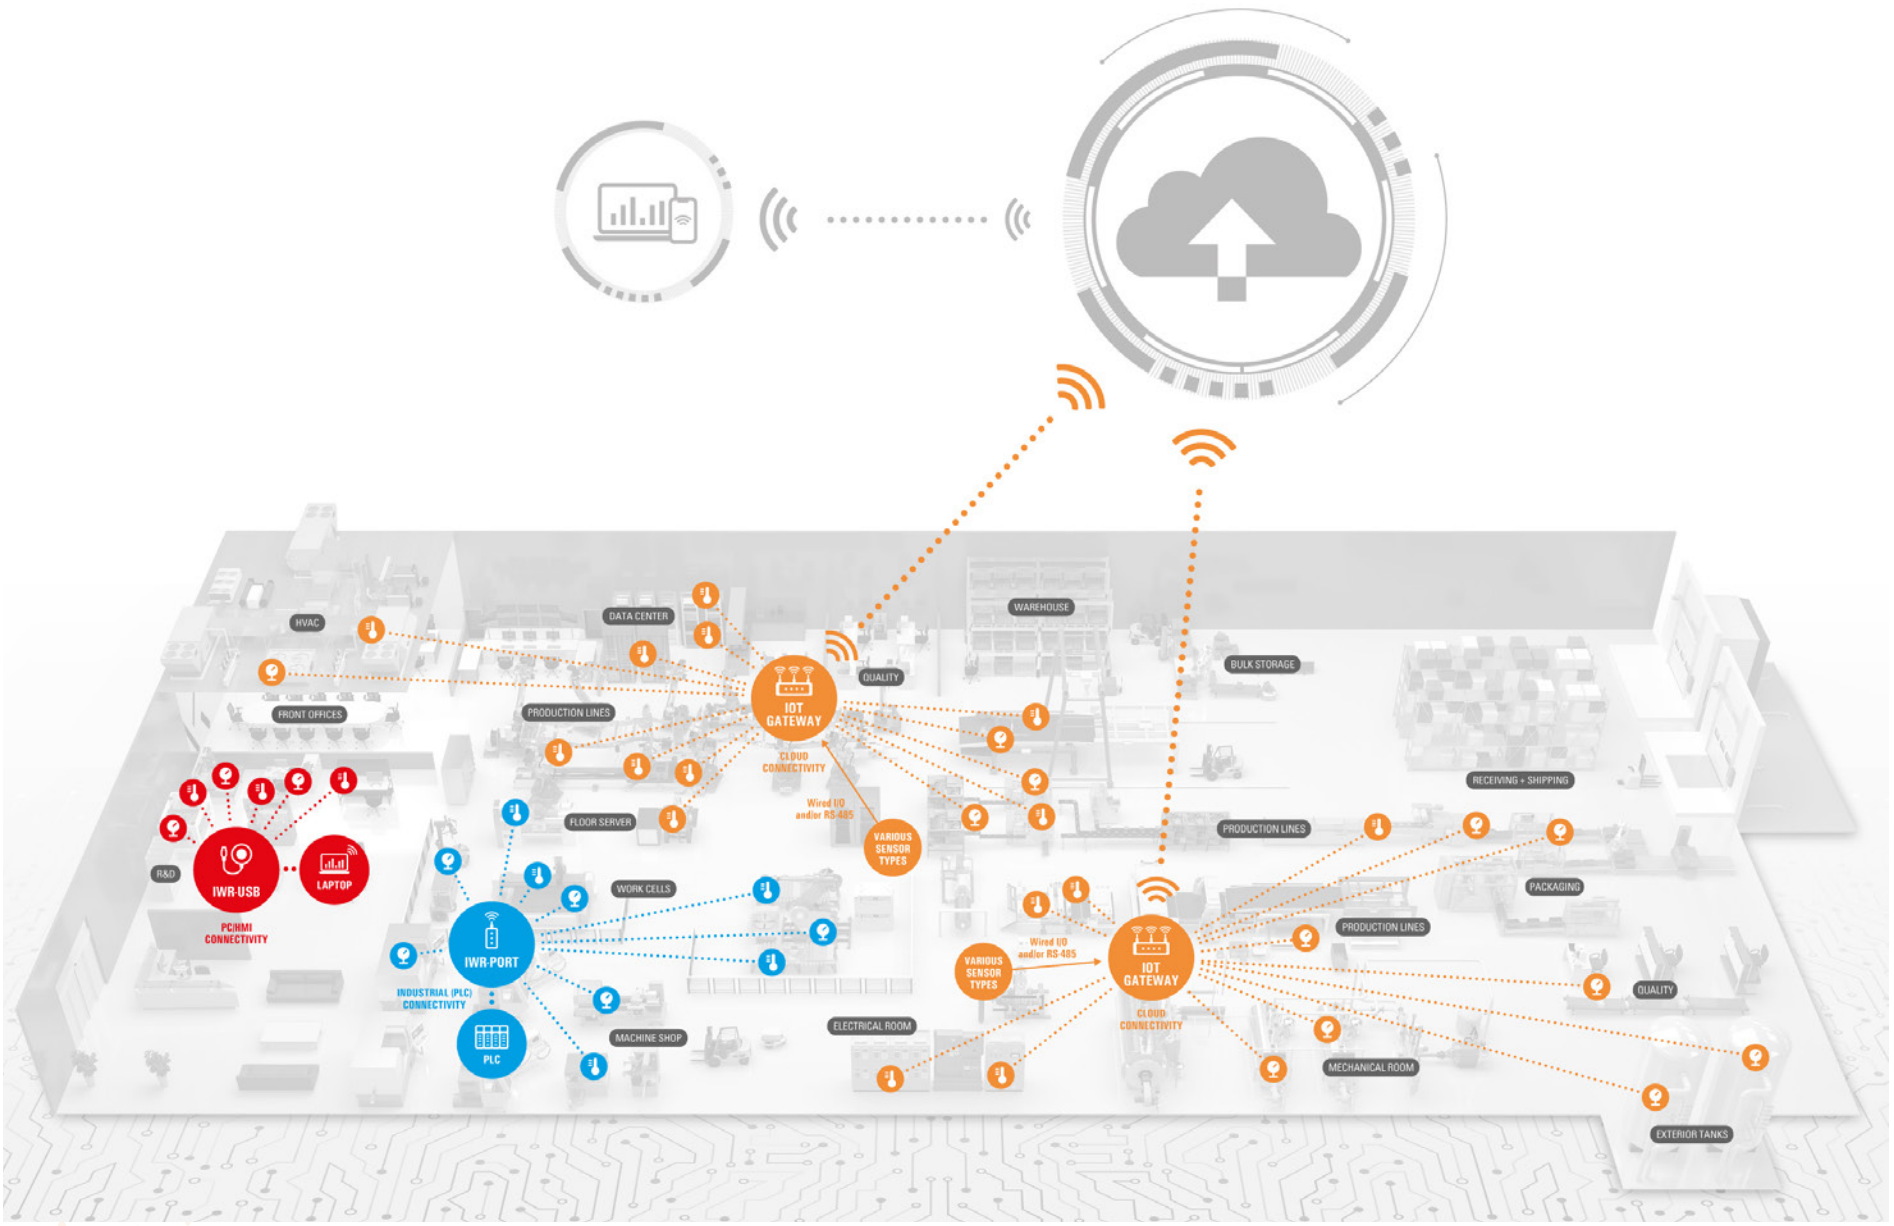 WAREHOUSE
DATA CENTER
HVAC
BULK STORAGE
QUALITY
FRONT OFFICES
PRODUCTION LINES
IOT
GATEWAY
CLOUD
CONNECTIVITY
RECEIVING + SHIPPING
Wired I/O
and/or RS-485
FLOOR SERVER
PRODUCTION LINES
VARIOUS
SENSOR
TYPES
R&D
IWR-USB
LAPTOP
PC/HMI
CONNECTIVITY
WORK CELLS
PACKAGING
PRODUCTION LINES
IWR-PORT
INDUSTRIAL (PLC)
CONNECTIVITY
Wired I/O
and/or RS-485
VARIOUS
SENSOR
TYPES
IOT
GATEWAY
CLOUD
CONNECTIVITY
QUALITY
ELECTRICAL ROOM
MACHINE SHOP
PLC
MECHANICAL ROOM
EXTERIOR TANKS